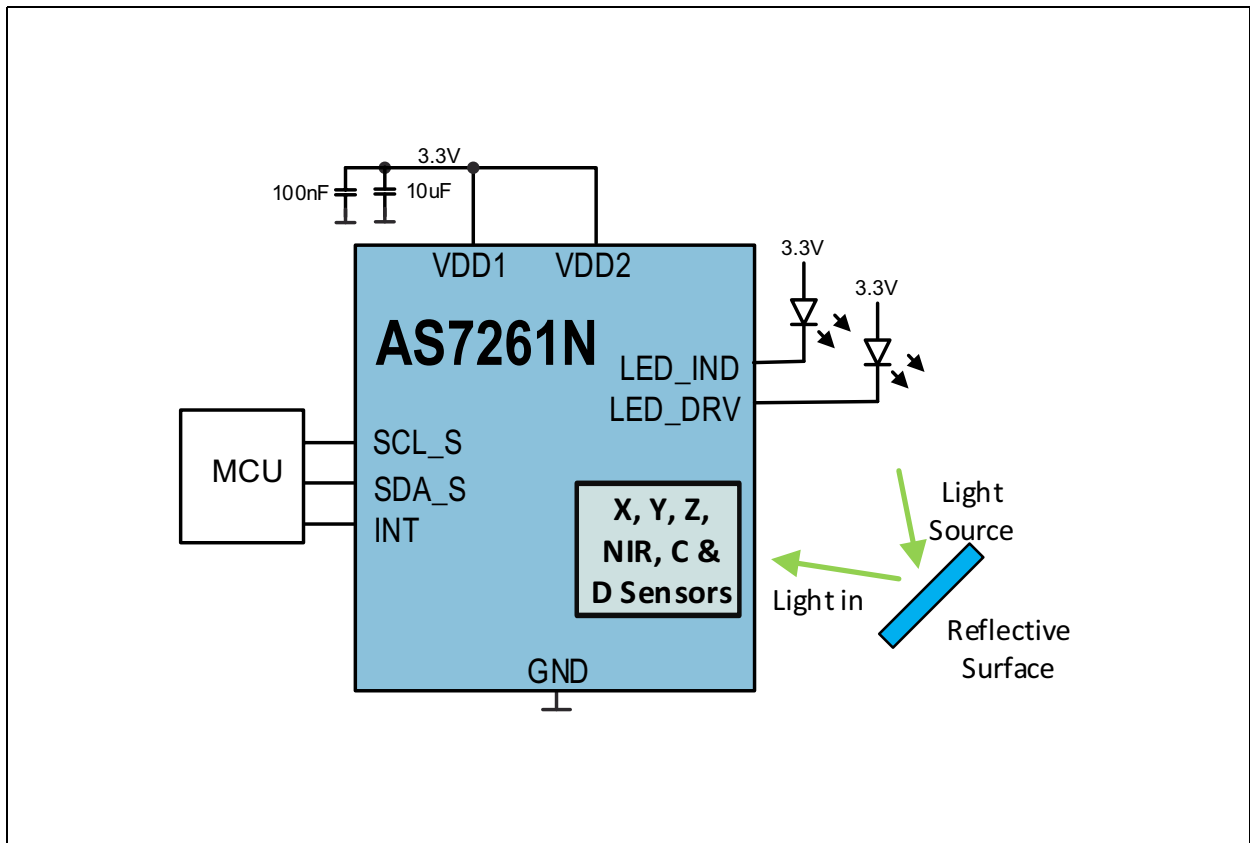 3.3V
100nF
10uF
VDD1
VDD2
AS7261N
3.3V
3.3V
LED_IND
LED_DRV
MCU
SCL_S
SDA_S
INT
X, Y, Z,
NIR, C &
D Sensors
Light
Source
Light in
Reflective
Surface
GND